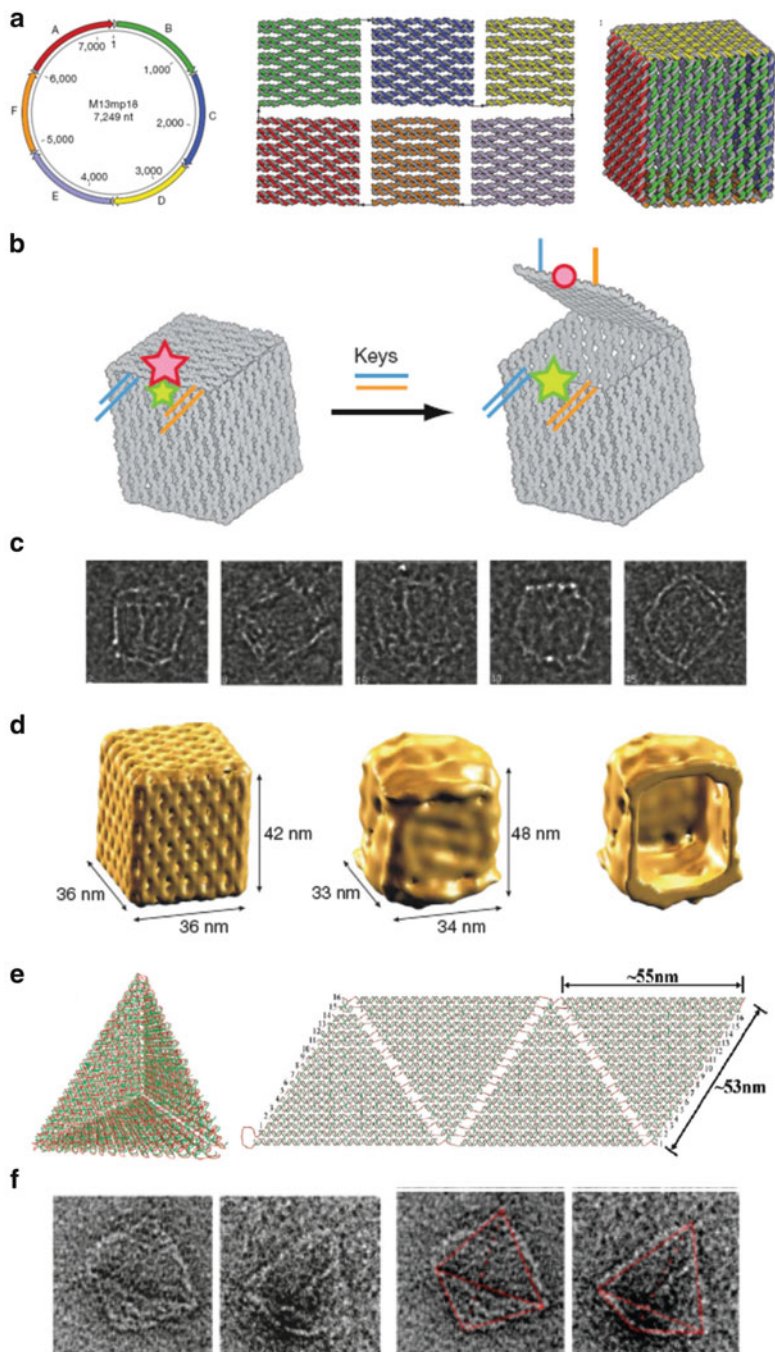 a
A
B
C
D
E
F
7,000
1
1,000
2,000
3,000
4,000
5,000
6,000
M13mp18
7,249 nt
b
Keys
c
d
42 nm
36 nm
36 nm
48 nm
33 nm
34 nm
e
~55nm
~53nm
f